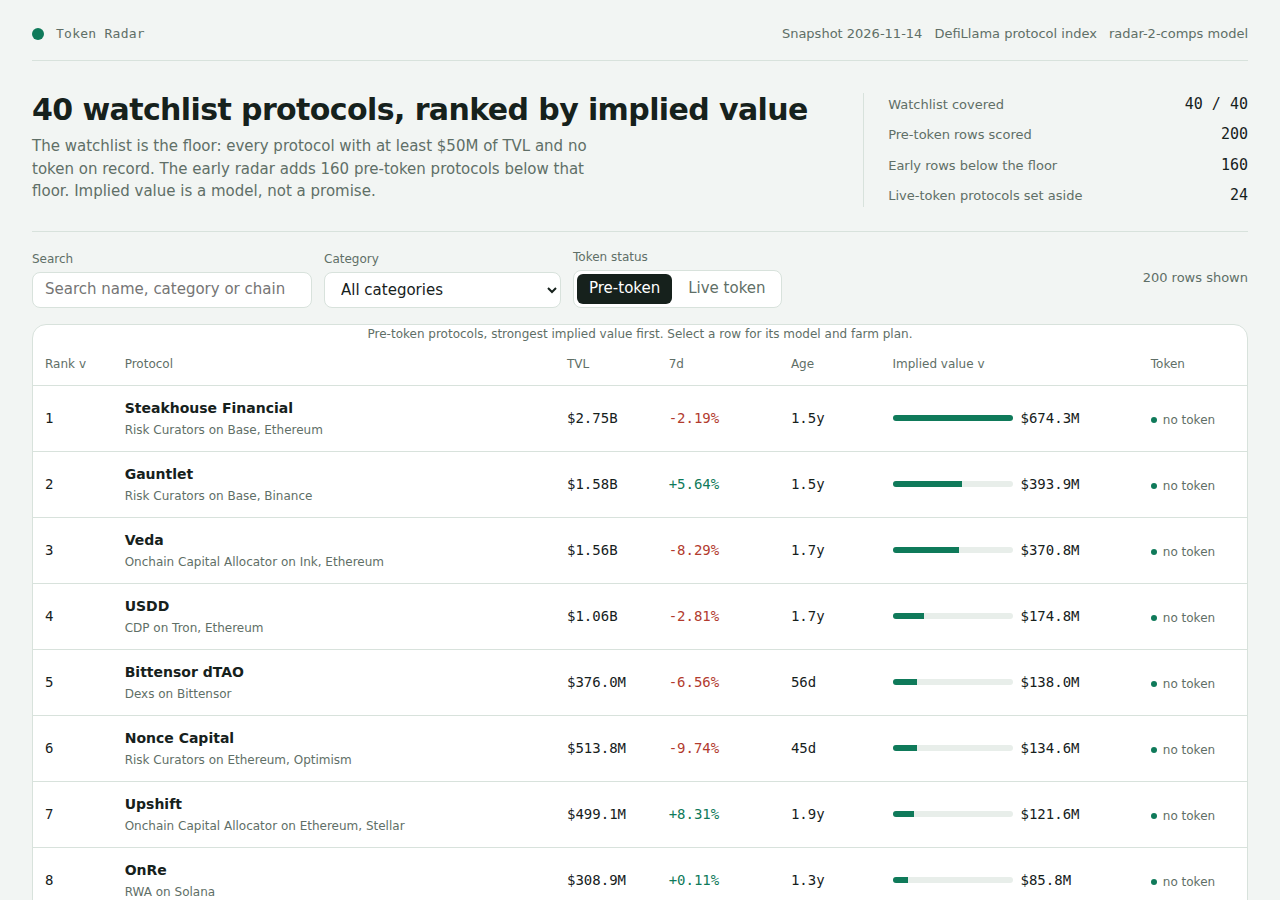 Token Radar
Snapshot 2026-11-14 DefiLlama protocol index radar-2-comps model
40 watchlist protocols, ranked by implied value
The watchlist is the floor: every protocol with at least $50M of TVL and no
token on record. The early radar adds 160 pre-token protocols below that
floor. Implied value is a model, not a promise.
Watchlist covered 40 / 40
Pre-token rows scored 200
Early rows below the floor 160
Live-token protocols set aside 24
Search Category Token status
Search name, category or chain All categories Pre-token Live token 200 rows shown
Pre-token protocols, strongest implied value first. Select a row for its model and farm plan.
Rank v Protocol TVL 7d Age Implied value v Token
1 Steakhouse Financial $2.75B -2.19% 1.5y $674.3M no token
Risk Curators on Base, Ethereum
2 Gauntlet $1.58B +5.64% 1.5y $393.9M no token
Risk Curators on Base, Binance
3 Veda $1.56B -8.29% 1.7y $370.8M no token
Onchain Capital Allocator on Ink, Ethereum
4 USDD $1.06B -2.81% 1.7y $174.8M no token
CDP on Tron, Ethereum
5 Bittensor dTAO $376.0M -6.56% 56d $138.0M no token
Dexs on Bittensor
6 Nonce Capital $513.8M -9.74% 45d $134.6M no token
Risk Curators on Ethereum, Optimism
7 Upshift $499.1M +8.31% 1.9y $121.6M no token
Onchain Capital Allocator on Ethereum, Stellar
8 OnRe $308.9M +0.11% 1.3y $85.8M no token
RWA on Solana